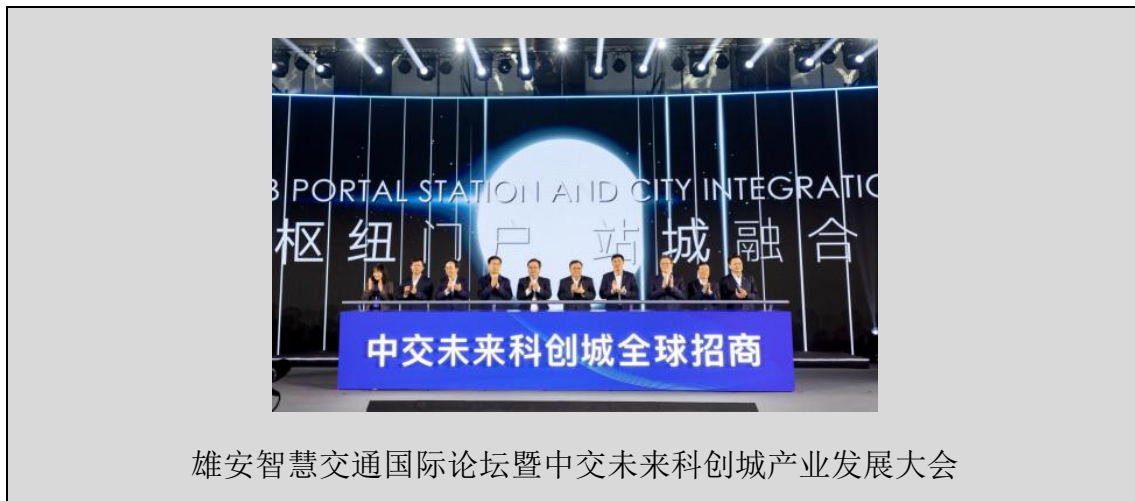 B PORTAL STATION AND CITY INTEGRATIO
枢纽门户 站城融合
中交未来科创城全球招商
雄安智慧交通国际论坛暨中交未来科创城产业发展大会